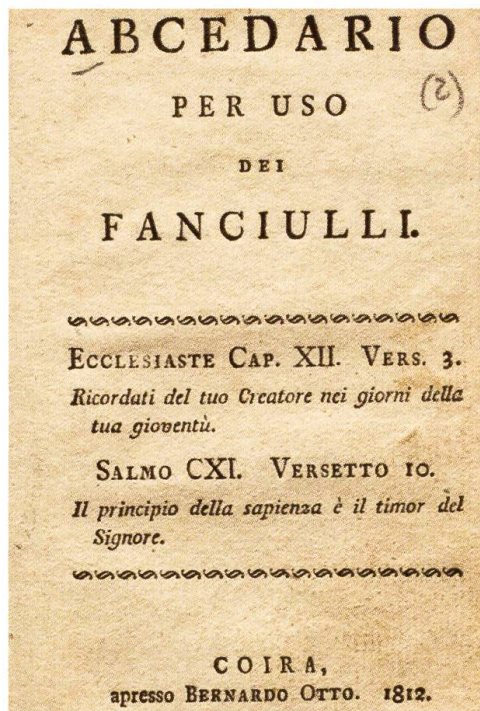 ABCEDARIO
PER USO
(2)
DEI
FANCIULLI.
ECCLESIASTE CAP. XII. VERS. 3.
Ricordati del tuo Creatore nei giorni della
tua gioventù.
SALMO CXI. VERSETTO 10.
Il principio della sapienza è il timor del
Signore.
COIRA,
apresso BERNARDO OTTO. 1812.